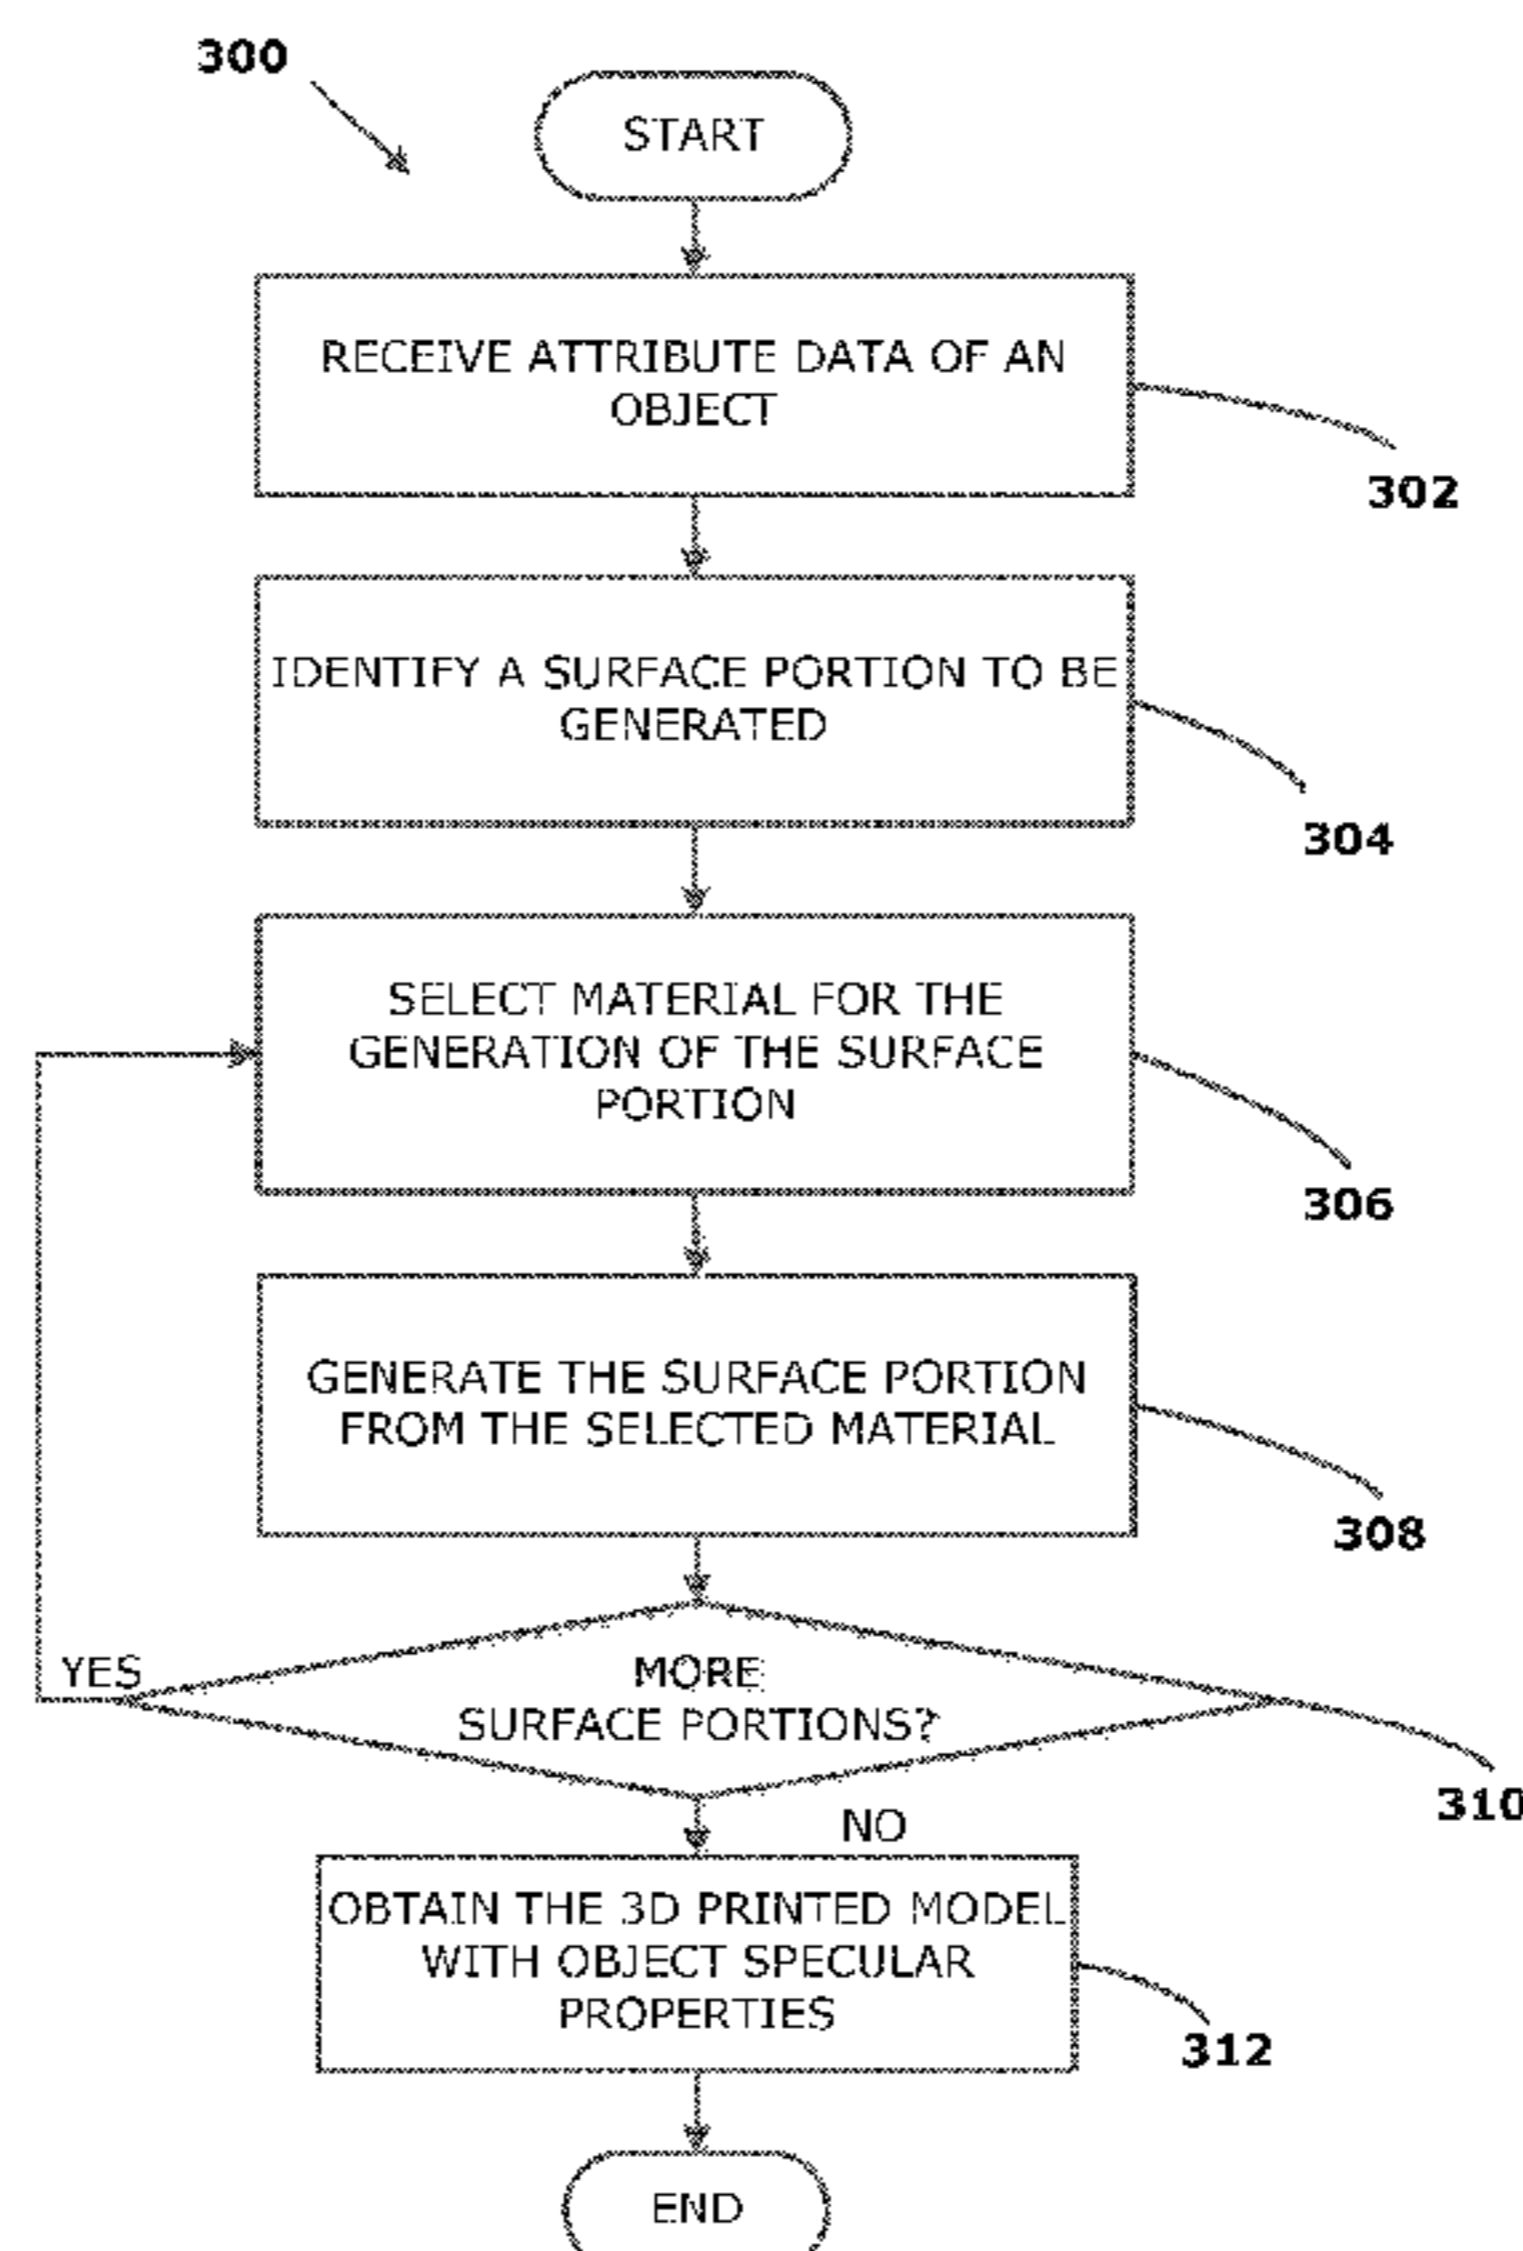 300
START
RECEIVE ATTRIBUTE DATA OF AN
OBJECT
302
IDENTIFY A SURFACE PORTION TO BE
GENERATED
304
SELECT MATERIAL FOR THE
GENERATION OF THE SURFACE
PORTION
306
GENERATE THE SURFACE PORTION
FROM THE SELECTED MATERIAL
308
YES
MORE
SURFACE PORTIONS?
310
NO
OBTAIN THE 3D PRINTED MODEL
WITH OBJECT SPECULAR
PROPERTIES
312
END